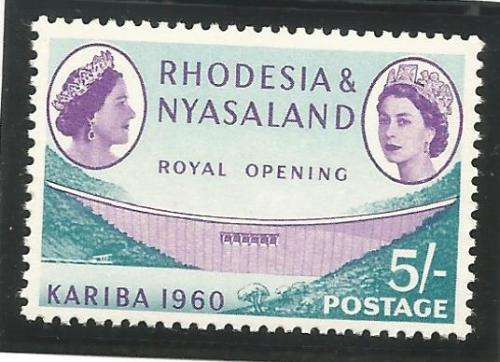 RHODESIA &
NYASALAND
ROYAL OPENING
5/-
KARIBA 1960
POSTAGE